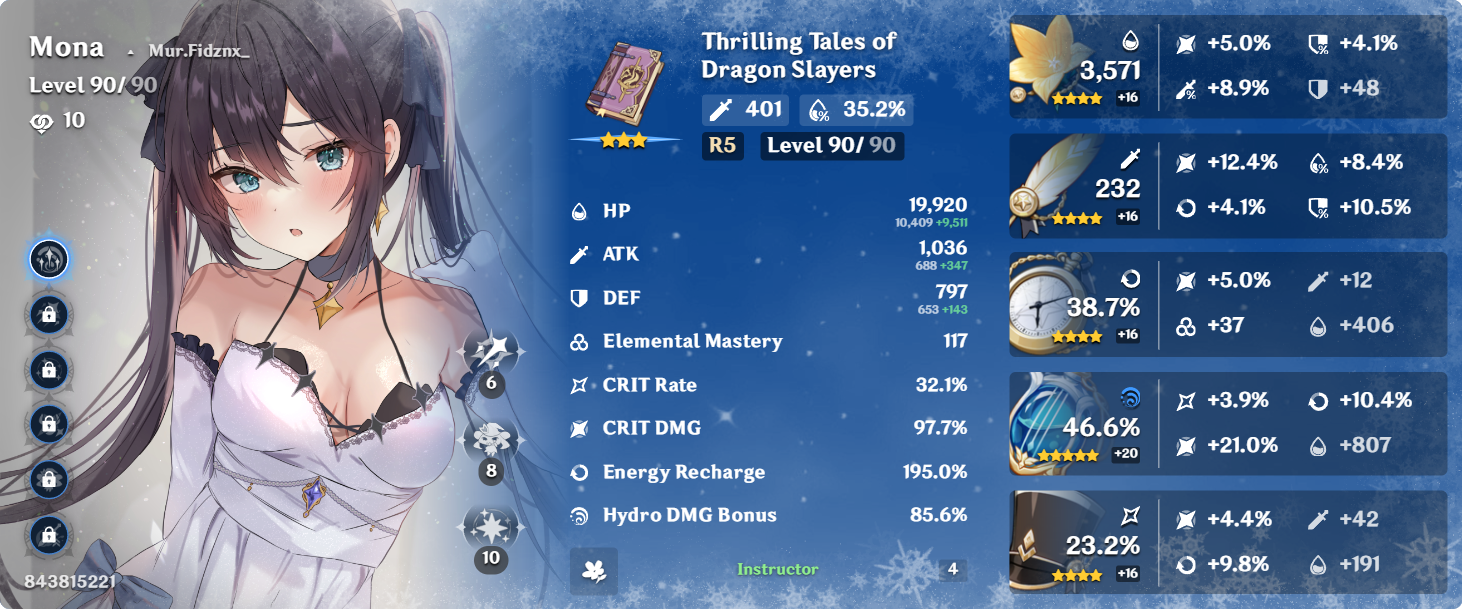 Mona • Mur.Fidznx_
Level 90/ 90
10
6
8
10
843815221
Thrilling Tales of
Dragon Slayers
401 35.2%
R5 Level 90/ 90
HP 19,920
10,409 +9,511
ATK 1,036
688 +347
DEF 797
653 +143
Elemental Mastery 117
CRIT Rate 32.1%
CRIT DMG 97.7%
Energy Recharge 195.0%
Hydro DMG Bonus 85.6%
Instructor 4
3,571
+16
+5.0% +4.1%
+8.9% +48
232
+16
+12.4% +8.4%
+4.1% +10.5%
38.7%
+16
+5.0% +12
+37 +406
46.6%
+20
+3.9% +10.4%
+21.0% +807
23.2%
+16
+4.4% +42
+9.8% +191